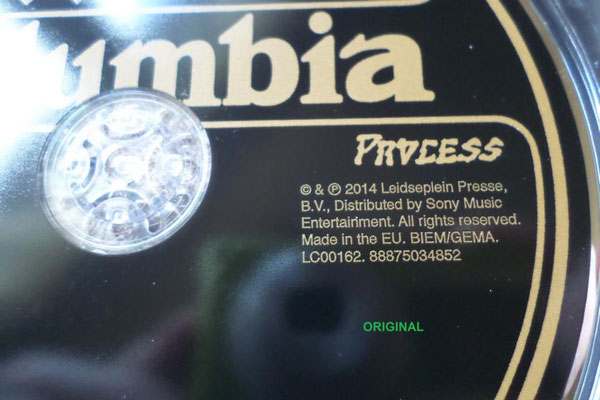 lumbia
PROCESS
© & ℗ 2014 Leidseplein Presse,
B.V., Distributed by Sony Music
Entertainment. All rights reserved.
Made in the EU. BIEM/GEMA.
LC00162. 88875034852
ORIGINAL